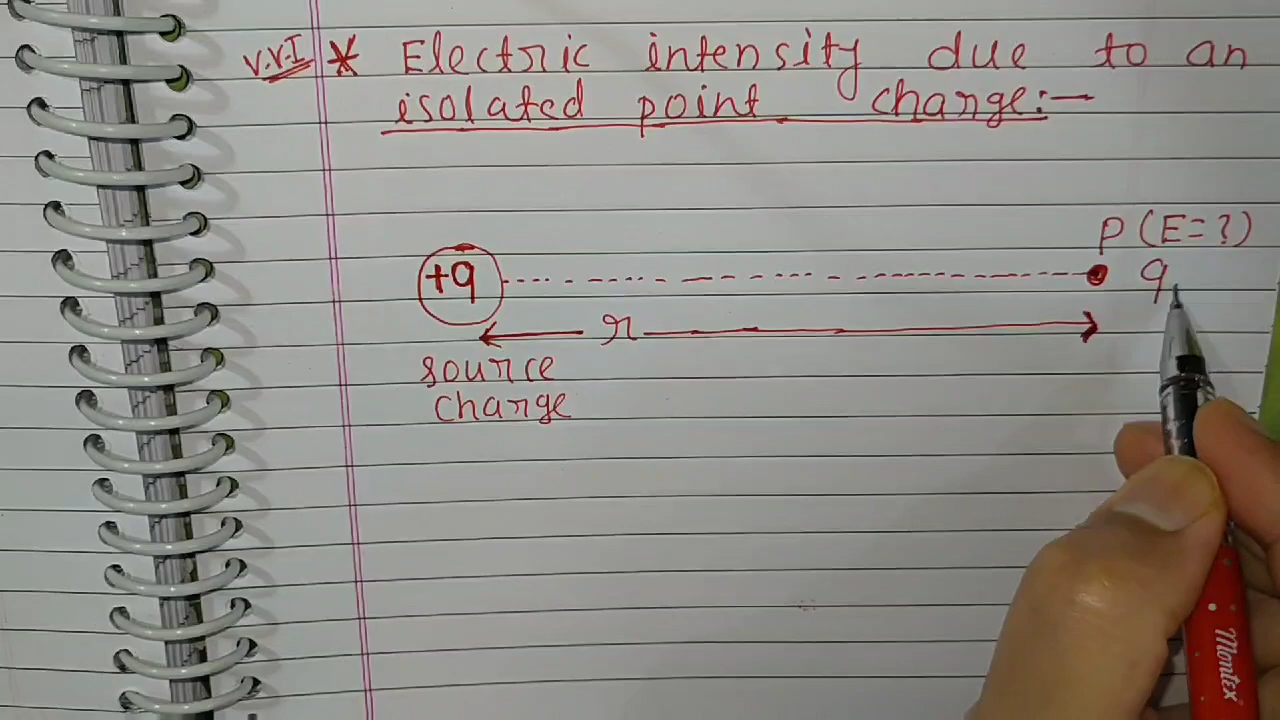 V.V.I * Electric intensity due to an
isolated point charge:-
P (E=?)
+q
q
r
source
charge
Montex